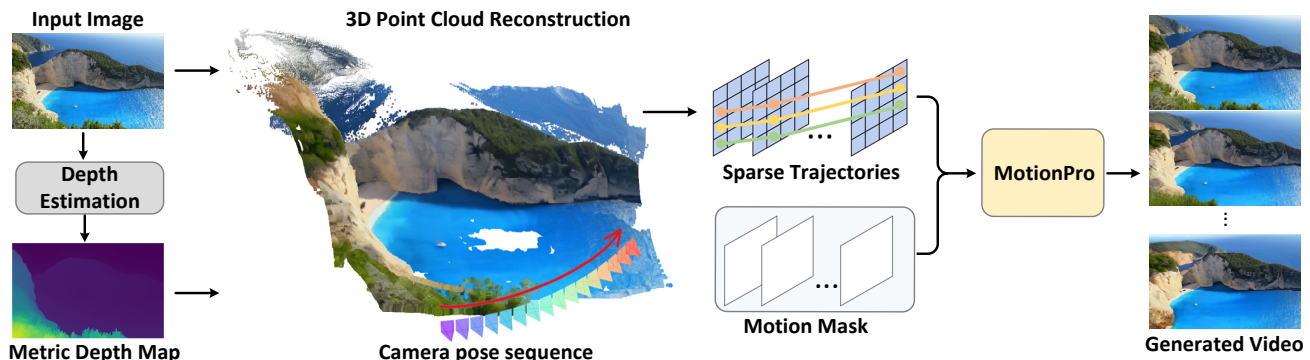 Input Image
3D Point Cloud Reconstruction
Depth
Estimation
Sparse Trajectories
MotionPro
Metric Depth Map
Camera pose sequence
Motion Mask
Generated Video